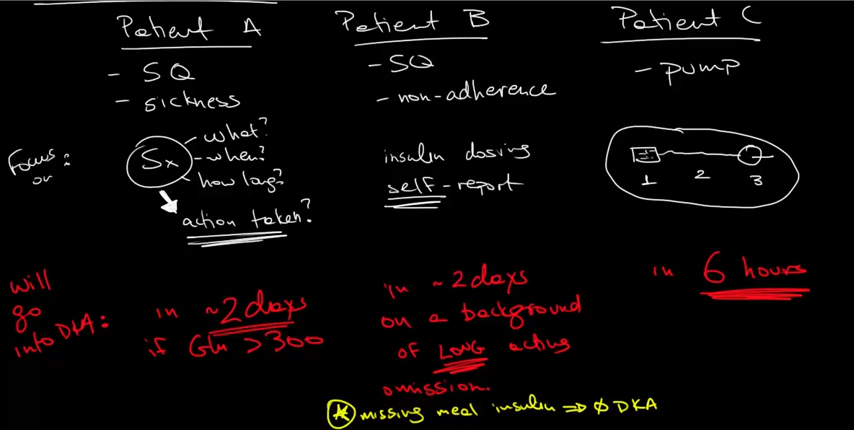 Patient A
- SQ
- sickness
Patient B
- SQ
- non-adherence
Patient C
- pump
Focus:
on
Sx
- what?
- when?
- how long?
action taken?
insulin dosing
self-report
1 2 3
will
go
into DKA:
in ~2 days
if Glu > 300
in ~2 days
on a background
of LONG acting
omission.
in 6 hours
* missing meal insulin => ∅ DKA